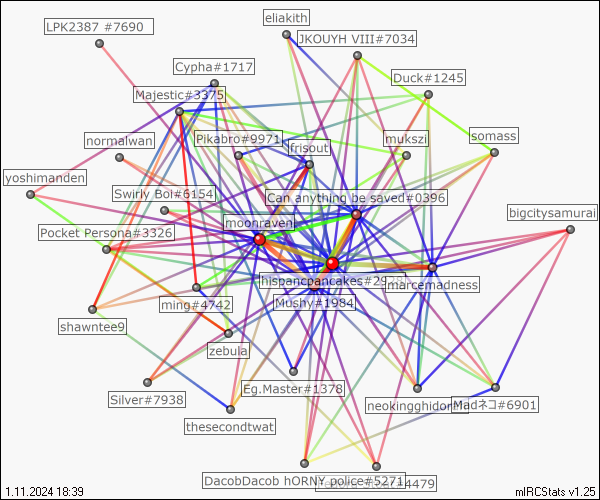 eliakith
LPK2387 #7690
JKOUYH VIII#7034
Cypha#1717
Duck#1245
Majestic#3375
normalwan
Pikabro#9971
mukszi
somass
frisout
yoshimanden
Swirly Boi#6154
Can anything be saved#0396
bigcitysamurai
moonraven
Pocket Persona#3326
hispancpancakes#2
marcemadness
ming#4742
Mushy#1984
shawntee9
zebula
Eg.Master#1378
Silver#7938
neokingghidor
Madネコ#6901
thesecondtwat
DacobDacob hORNY police#5271
#4479
1.11.2024 18:39
mIRCStats v1.25